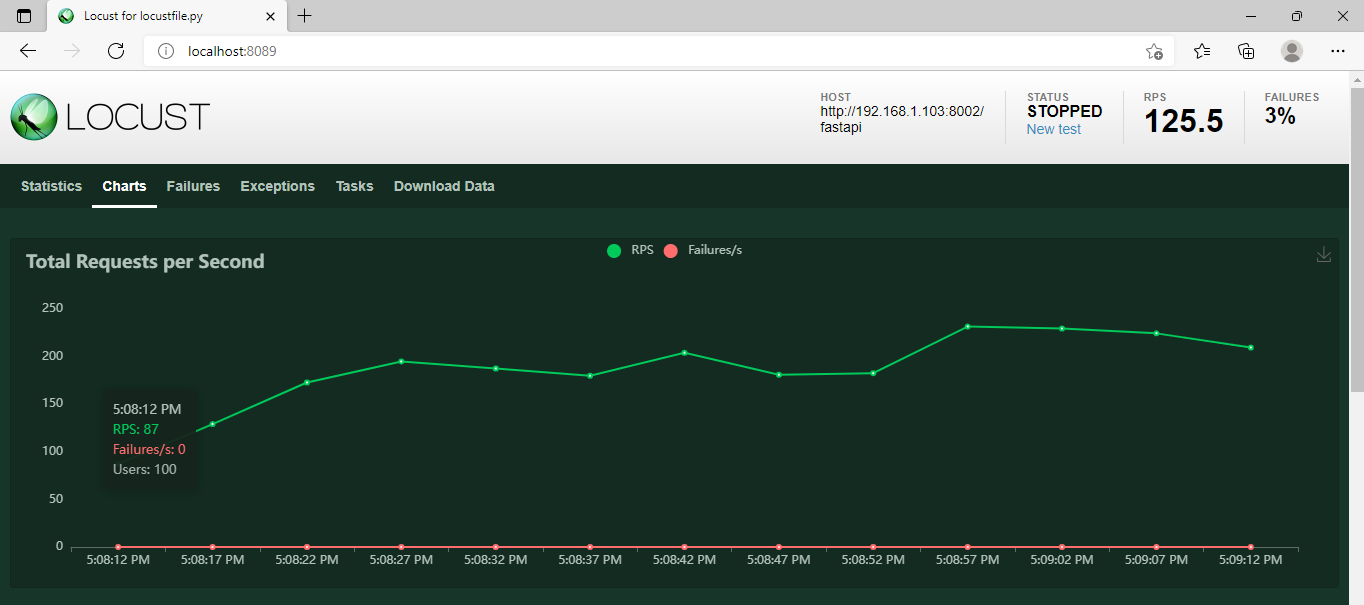 Locust for locustfile.py
localhost:8089
LOCUST
HOST
http://192.168.1.103:8002/
fastapi
STATUS
STOPPED
New test
RPS
125.5
FAILURES
3%
Statistics Charts Failures Exceptions Tasks Download Data
Total Requests per Second
RPS Failures/s
250
200
150
100
50
0
5:08:12 PM
RPS: 87
Failures/s: 0
Users: 100
5:08:12 PM 5:08:17 PM 5:08:22 PM 5:08:27 PM 5:08:32 PM 5:08:37 PM 5:08:42 PM 5:08:47 PM 5:08:52 PM 5:08:57 PM 5:09:02 PM 5:09:07 PM 5:09:12 PM